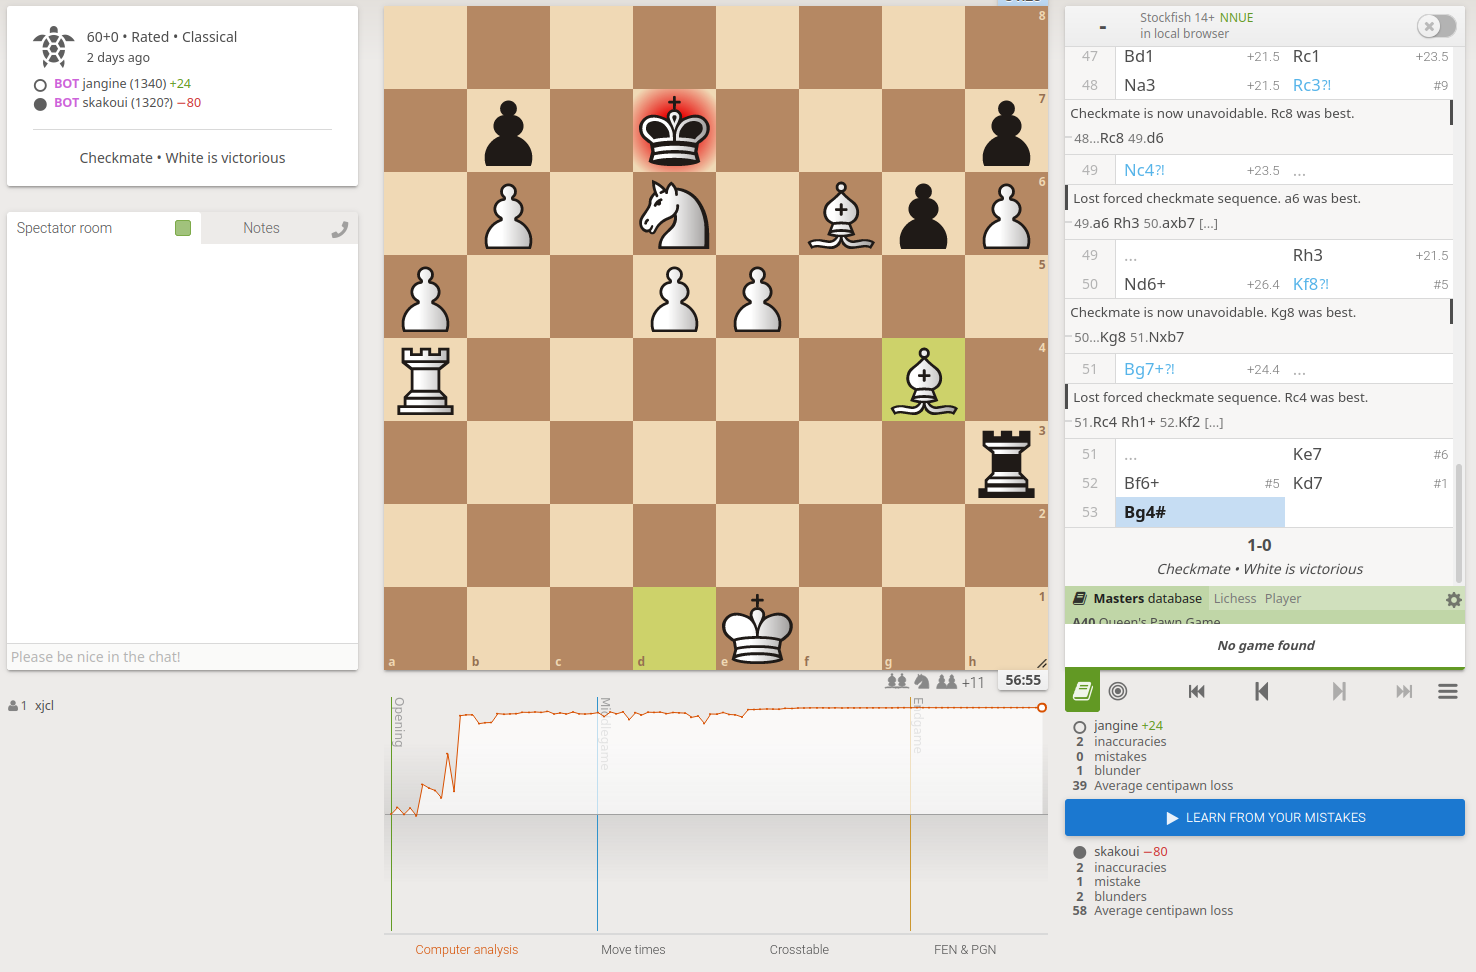 60+0 • Rated • Classical
2 days ago
BOT jangine (1340) +24
BOT skakoui (1320?) −80
Checkmate • White is victorious
Spectator room
Notes
Please be nice in the chat!
1 xjcl
8
7
6
5
4
3
2
1
a b c d e f g h
+11
56:55
Opening
Middlegame
Endgame
Computer analysis
Move times
Crosstable
FEN & PGN
-
Stockfish 14+ NNUE
in local browser
47 Bd1 +21.5 Rc1 +23.5
48 Na3 +21.5 Rc3?! #9
Checkmate is now unavoidable. Rc8 was best.
48...Rc8 49.d6
49 Nc4?! +23.5 ...
Lost forced checkmate sequence. a6 was best.
49.a6 Rh3 50.axb7 [...]
49 ... Rh3 +21.5
50 Nd6+ +26.4 Kf8?! #5
Checkmate is now unavoidable. Kg8 was best.
50...Kg8 51.Nxb7
51 Bg7+?! +24.4 ...
Lost forced checkmate sequence. Rc4 was best.
51.Rc4 Rh1+ 52.Kf2 [...]
51 ... Ke7 #6
52 Bf6+ #5 Kd7 #1
53 Bg4#
1-0
Checkmate • White is victorious
Masters database Lichess Player
A40 Queen's Pawn Game
No game found
jangine +24
2 inaccuracies
0 mistakes
1 blunder
39 Average centipawn loss
LEARN FROM YOUR MISTAKES
skakoui −80
2 inaccuracies
1 mistake
2 blunders
58 Average centipawn loss